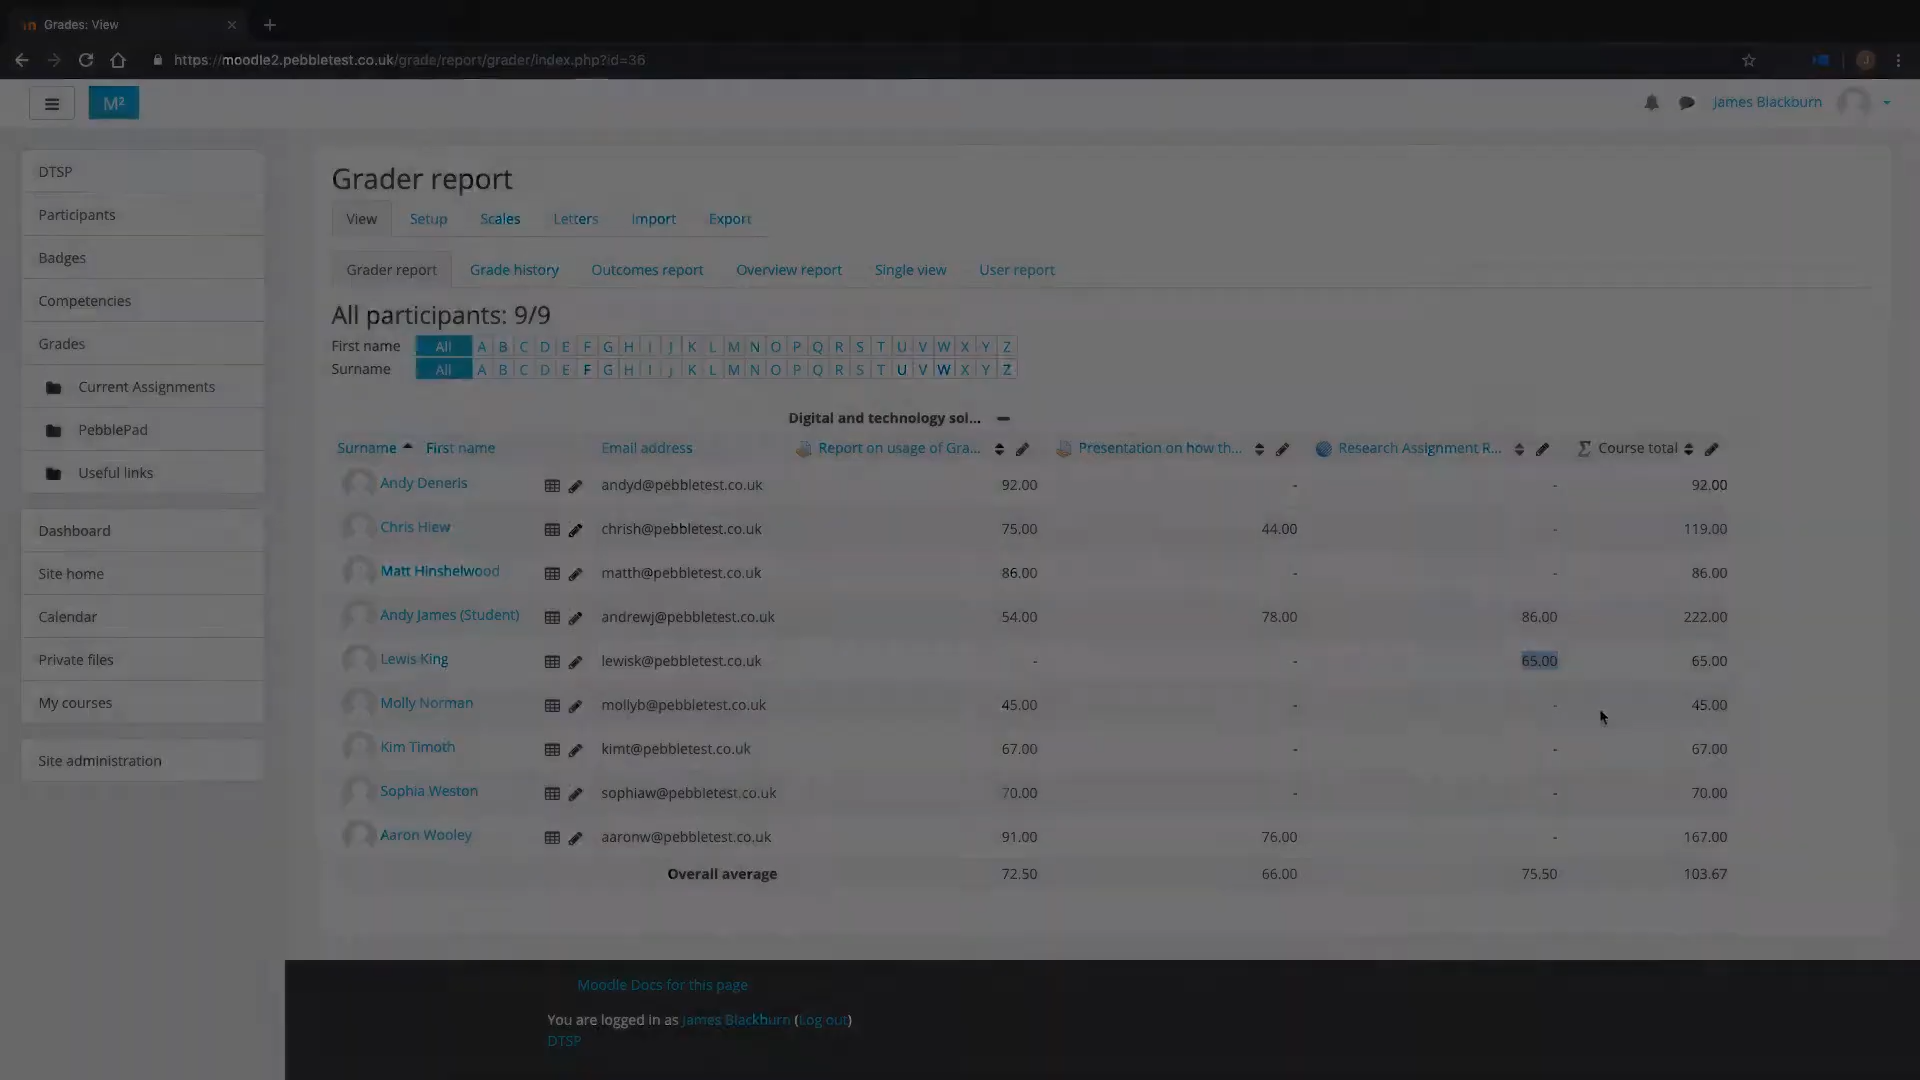 Grades: View
https://moodle2.pebbletest.co.uk/grade/report/grader/index.php?id=36
M²
James Blackburn
DTSP
Participants
Badges
Competencies
Grades
Current Assignments
PebblePad
Useful links
Dashboard
Site home
Calendar
Private files
My courses
Site administration
Grader report
View Setup Scales Letters Import Export
Grader report Grade history Outcomes report Overview report Single view User report
All participants: 9/9
First name All A B C D E F G H I J K L M N O P Q R S T U V W X Y Z
Surname All A B C D E F G H I J K L M N O P Q R S T U V W X Y Z
Digital and technology sol...
Surname First name Email address Report on usage of Gra... Presentation on how th... Research Assignment R... Σ Course total
Andy Deneris andyd@pebbletest.co.uk 92.00 - - 92.00
Chris Hiew chrish@pebbletest.co.uk 75.00 44.00 - 119.00
Matt Hinshelwood matth@pebbletest.co.uk 86.00 - - 86.00
Andy James (Student) andrewj@pebbletest.co.uk 54.00 78.00 86.00 222.00
Lewis King lewisk@pebbletest.co.uk - - 65.00 65.00
Molly Norman mollyb@pebbletest.co.uk 45.00 - - 45.00
Kim Timoth kimt@pebbletest.co.uk 67.00 - - 67.00
Sophia Weston sophiaw@pebbletest.co.uk 70.00 - - 70.00
Aaron Wooley aaronw@pebbletest.co.uk 91.00 76.00 - 167.00
Overall average 72.50 66.00 75.50 103.67
Moodle Docs for this page
You are logged in as James Blackburn (Log out)
DTSP